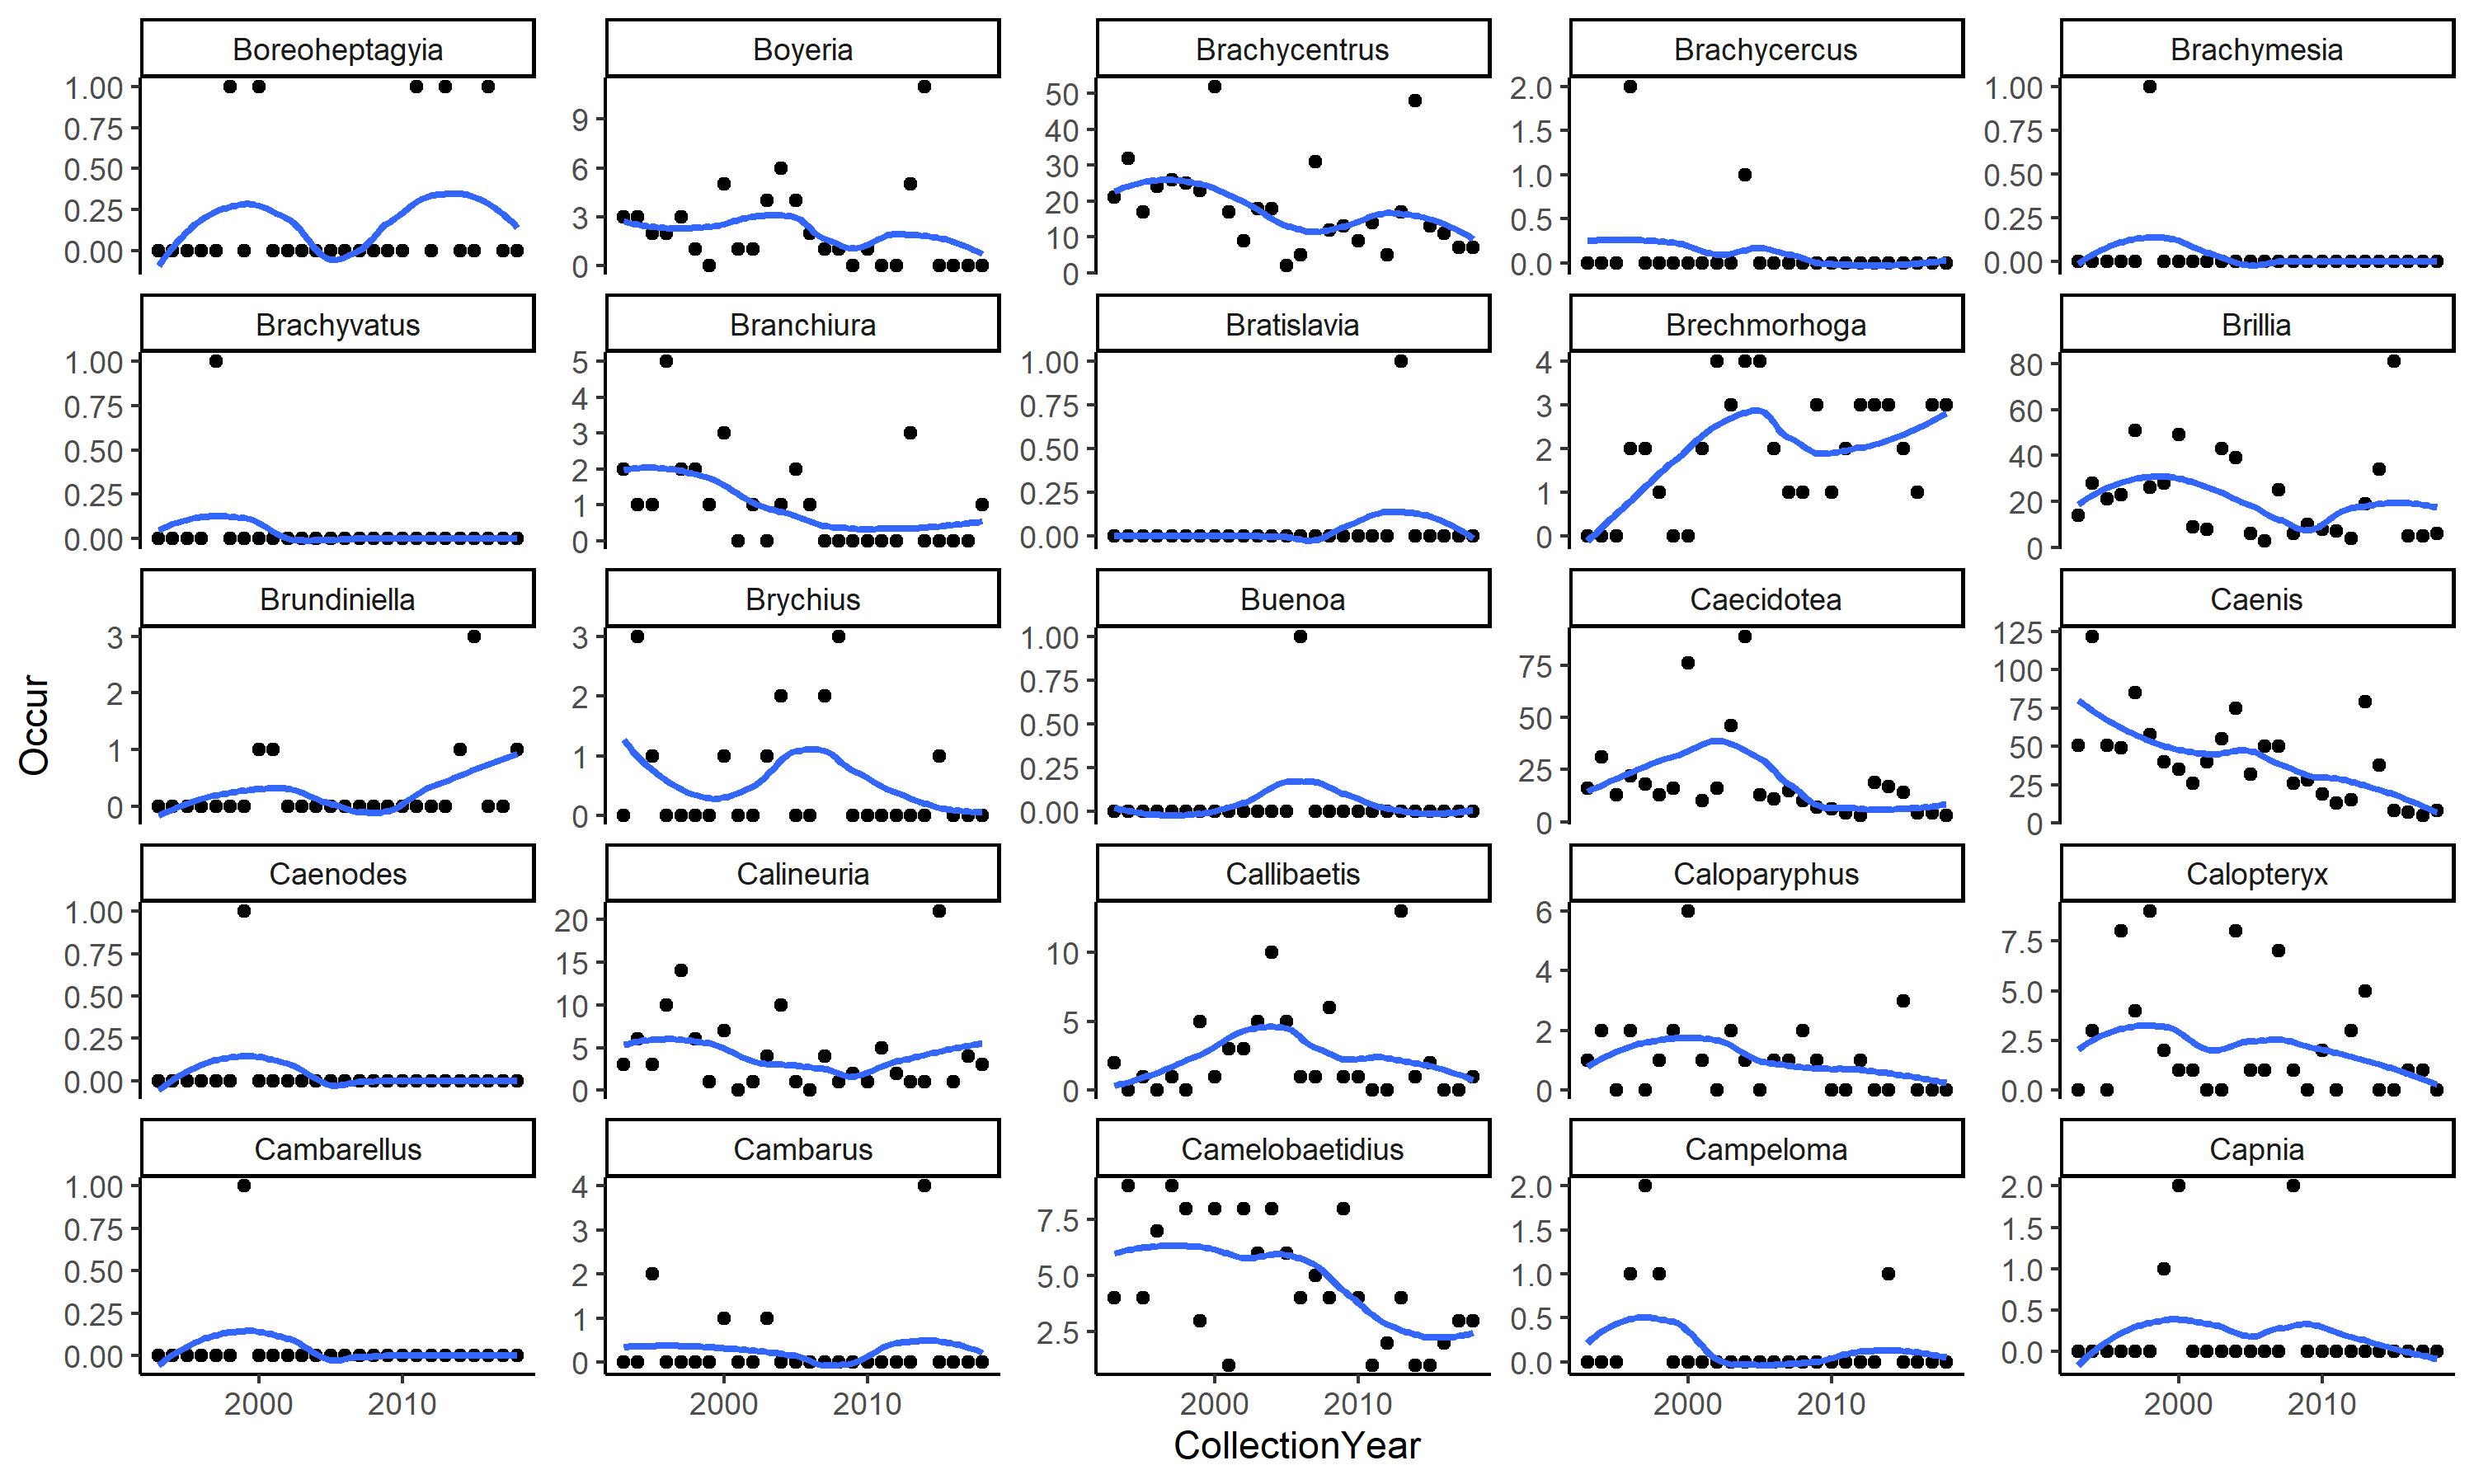 Boreoheptagyia Boyeria Brachycentrus Brachycercus Brachymesia
1.00 0.75 0.50 0.25 0.00
9 6 3 0
50 40 30 20 10 0
2.0 1.5 1.0 0.5 0.0
1.00 0.75 0.50 0.25 0.00
Brachyvatus Branchiura Bratislavia Brechmorhoga Brillia
1.00 0.75 0.50 0.25 0.00
5 4 3 2 1 0
1.00 0.75 0.50 0.25 0.00
4 3 2 1 0
80 60 40 20 0
Brundiniella Brychius Buenoa Caecidotea Caenis
3 2 1 0
3 2 1 0
1.00 0.75 0.50 0.25 0.00
75 50 25 0
125 100 75 50 25 0
Caenodes Calineuria Callibaetis Caloparyphus Calopteryx
1.00 0.75 0.50 0.25 0.00
20 15 10 5 0
10 5 0
6 4 2 0
7.5 5.0 2.5 0.0
Cambarellus Cambarus Camelobaetidius Campeloma Capnia
1.00 0.75 0.50 0.25 0.00
4 3 2 1 0
7.5 5.0 2.5
2.0 1.5 1.0 0.5 0.0
2.0 1.5 1.0 0.5 0.0
2000 2010 2000 2010 2000 2010 2000 2010 2000 2010
CollectionYear
Occur